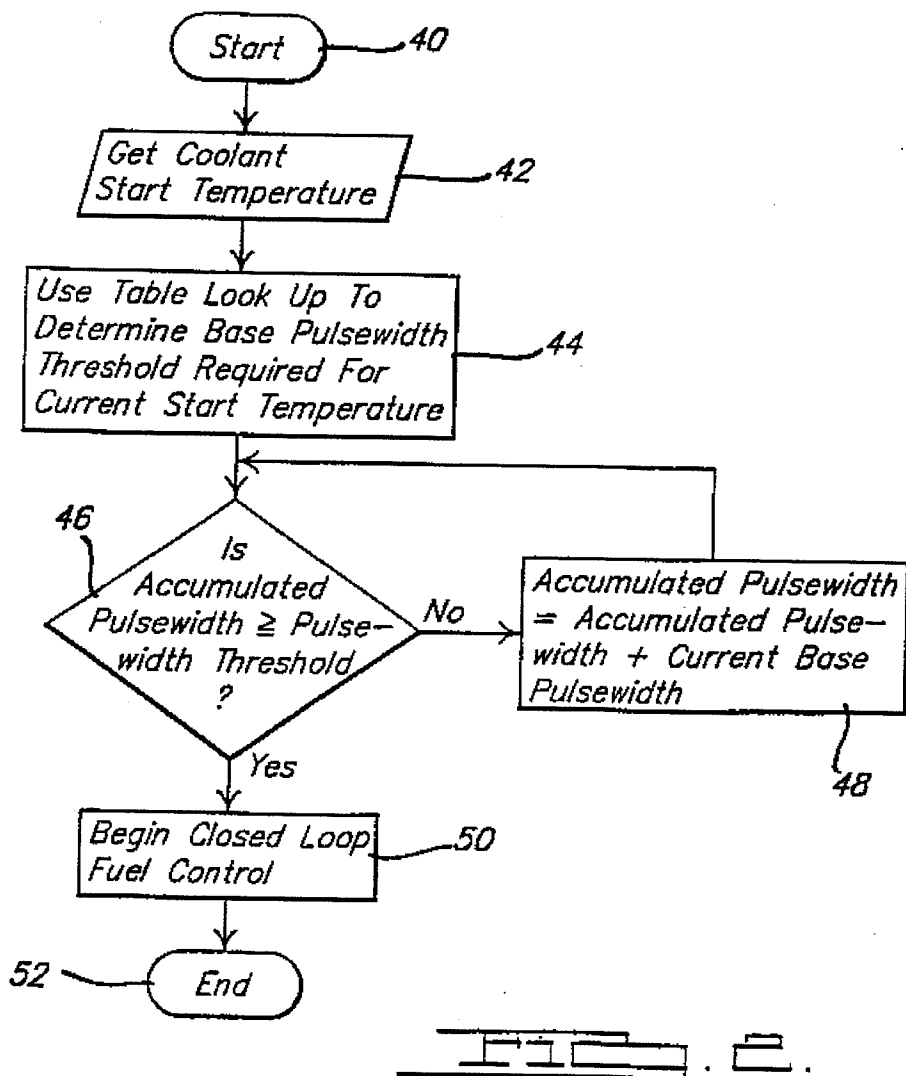 Start
40
Get Coolant
Start Temperature
42
Use Table Look Up To
Determine Base Pulsewidth
Threshold Required For
Current Start Temperature
44
46
Is
Accumulated
Pulsewidth ≧ Pulse-
width Threshold
?
No
Accumulated Pulsewidth
= Accumulated Pulse-
width + Current Base
Pulsewidth
48
Yes
Begin Closed Loop
Fuel Control
50
52
End